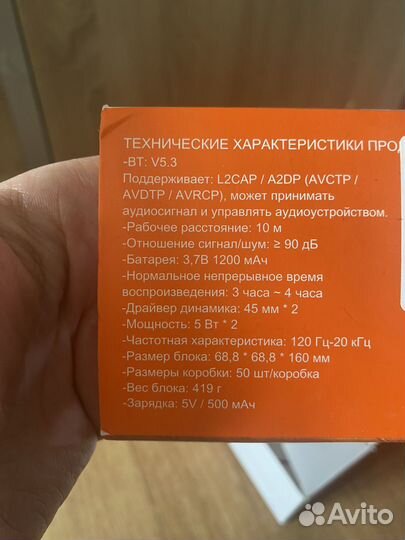 ТЕХНИЧЕСКИЕ ХАРАКТЕРИСТИКИ
-BT: V5.3
Поддерживает: L2CAP / A2DP (AVCTP /
AVDTP / AVRCP), может принимать
аудиосигнал и управлять аудиоустройством.
-Рабочее расстояние: 10 м
-Отношение сигнал/шум: ≥ 90 дБ
-Батарея: 3,7В 1200 мАч
-Нормальное непрерывное время
воспроизведения: 3 часа ~ 4 часа
-Драйвер динамика: 45 мм * 2
-Мощность: 5 Вт * 2
-Частотная характеристика: 120 Гц-20 кГц
-Размер блока: 68,8 * 68,8 * 160 мм
-Размеры коробки: 50 шт/коробка
-Вес блока: 419 г
-Зарядка: 5V / 500 мАч
Avito